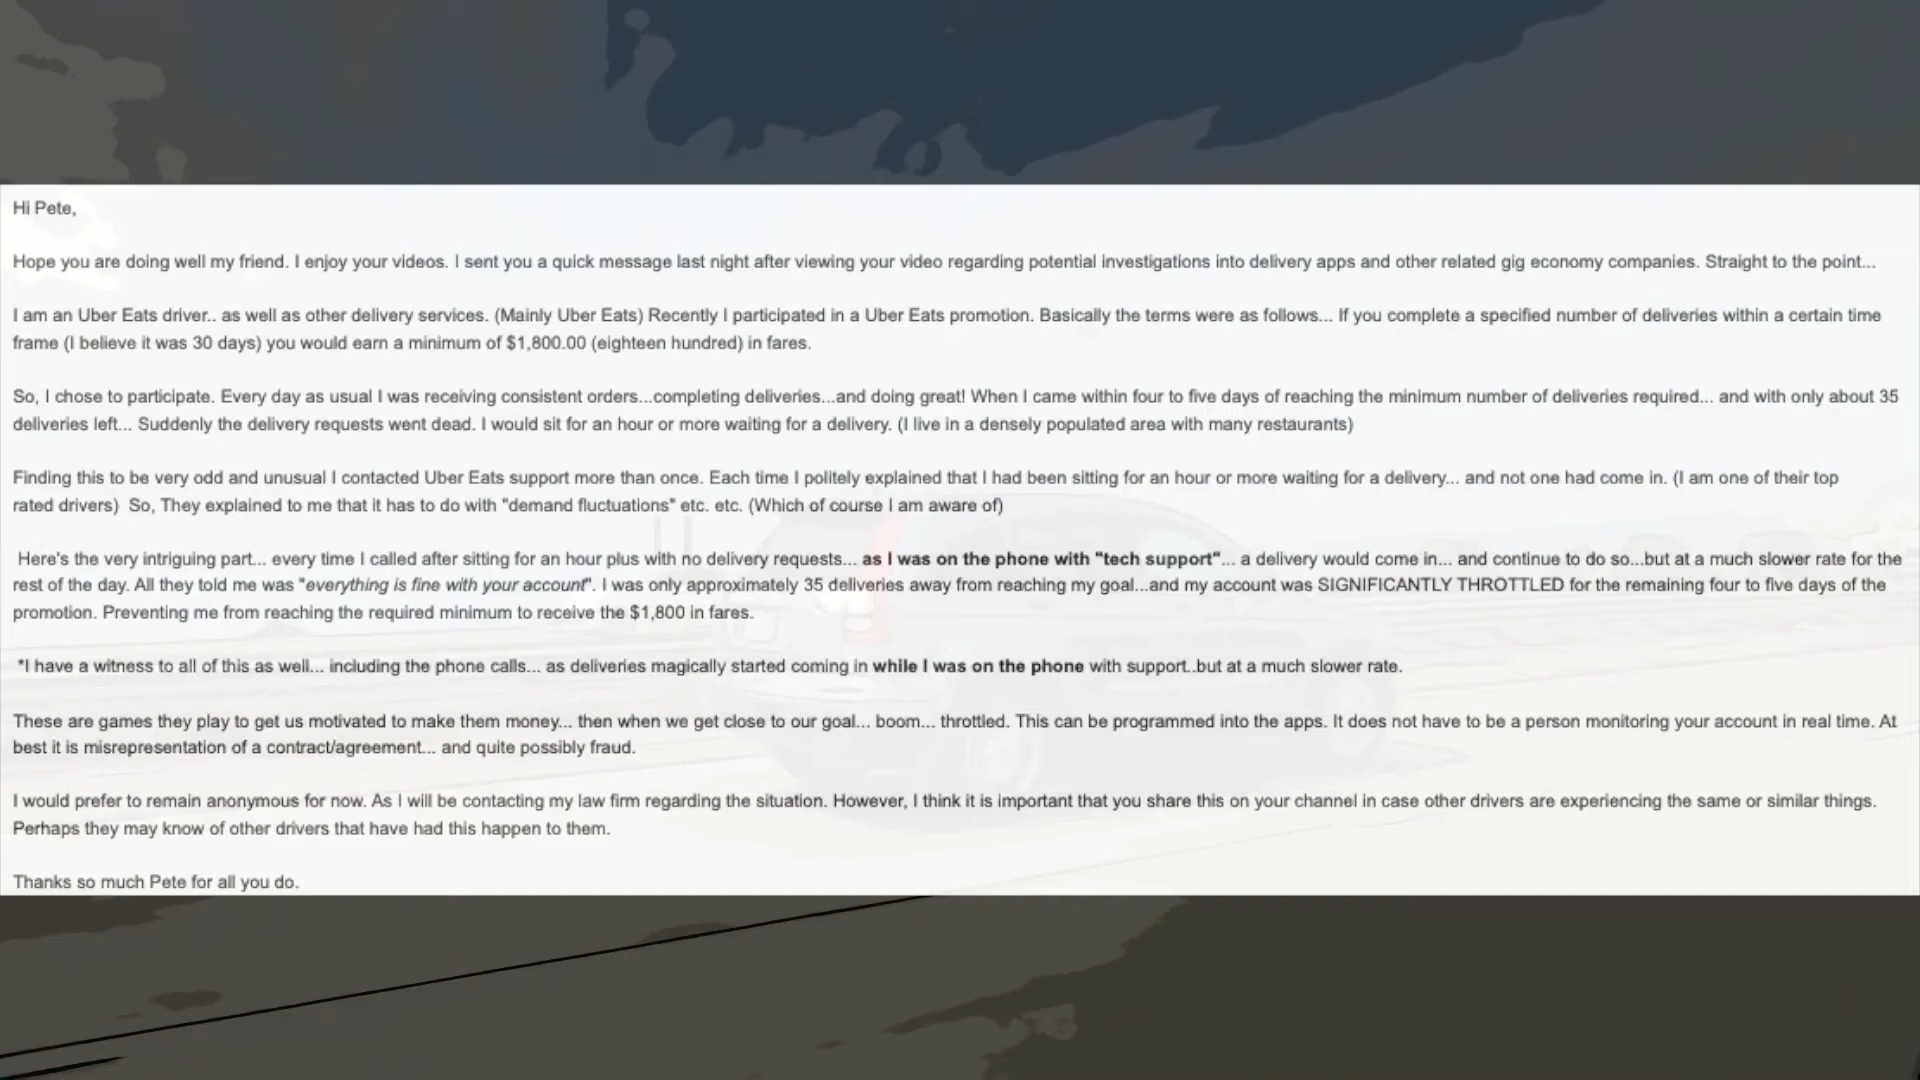 Hi Pete,
Hope you are doing well my friend. I enjoy your videos. I sent you a quick message last night after viewing your video regarding potential investigations into delivery apps and other related gig economy companies. Straight to the point...
I am an Uber Eats driver.. as well as other delivery services. (Mainly Uber Eats) Recently I participated in a Uber Eats promotion. Basically the terms were as follows... If you complete a specified number of deliveries within a certain time
frame (I believe it was 30 days) you would earn a minimum of $1,800.00 (eighteen hundred) in fares.
So, I chose to participate. Every day as usual I was receiving consistent orders...completing deliveries...and doing great! When I came within four to five days of reaching the minimum number of deliveries required... and with only about 35
deliveries left... Suddenly the delivery requests went dead. I would sit for an hour or more waiting for a delivery. (I live in a densely populated area with many restaurants)
Finding this to be very odd and unusual I contacted Uber Eats support more than once. Each time I politely explained that I had been sitting for an hour or more waiting for a delivery... and not one had come in. (I am one of their top
rated drivers) So, They explained to me that it has to do with "demand fluctuations" etc. etc. (Which of course I am aware of)
Here's the very intriguing part... every time I called after sitting for an hour plus with no delivery requests... as I was on the phone with "tech support"... a delivery would come in... and continue to do so...but at a much slower rate for the
rest of the day. All they told me was "everything is fine with your account". I was only approximately 35 deliveries away from reaching my goal...and my account was SIGNIFICANTLY THROTTLED for the remaining four to five days of the
promotion. Preventing me from reaching the required minimum to receive the $1,800 in fares.
*I have a witness to all of this as well... including the phone calls... as deliveries magically started coming in while I was on the phone with support..but at a much slower rate.
These are games they play to get us motivated to make them money... then when we get close to our goal... boom... throttled. This can be programmed into the apps. It does not have to be a person monitoring your account in real time. At
best it is misrepresentation of a contract/agreement... and quite possibly fraud.
I would prefer to remain anonymous for now. As I will be contacting my law firm regarding the situation. However, I think it is important that you share this on your channel in case other drivers are experiencing the same or similar things.
Perhaps they may know of other drivers that have had this happen to them.
Thanks so much Pete for all you do.